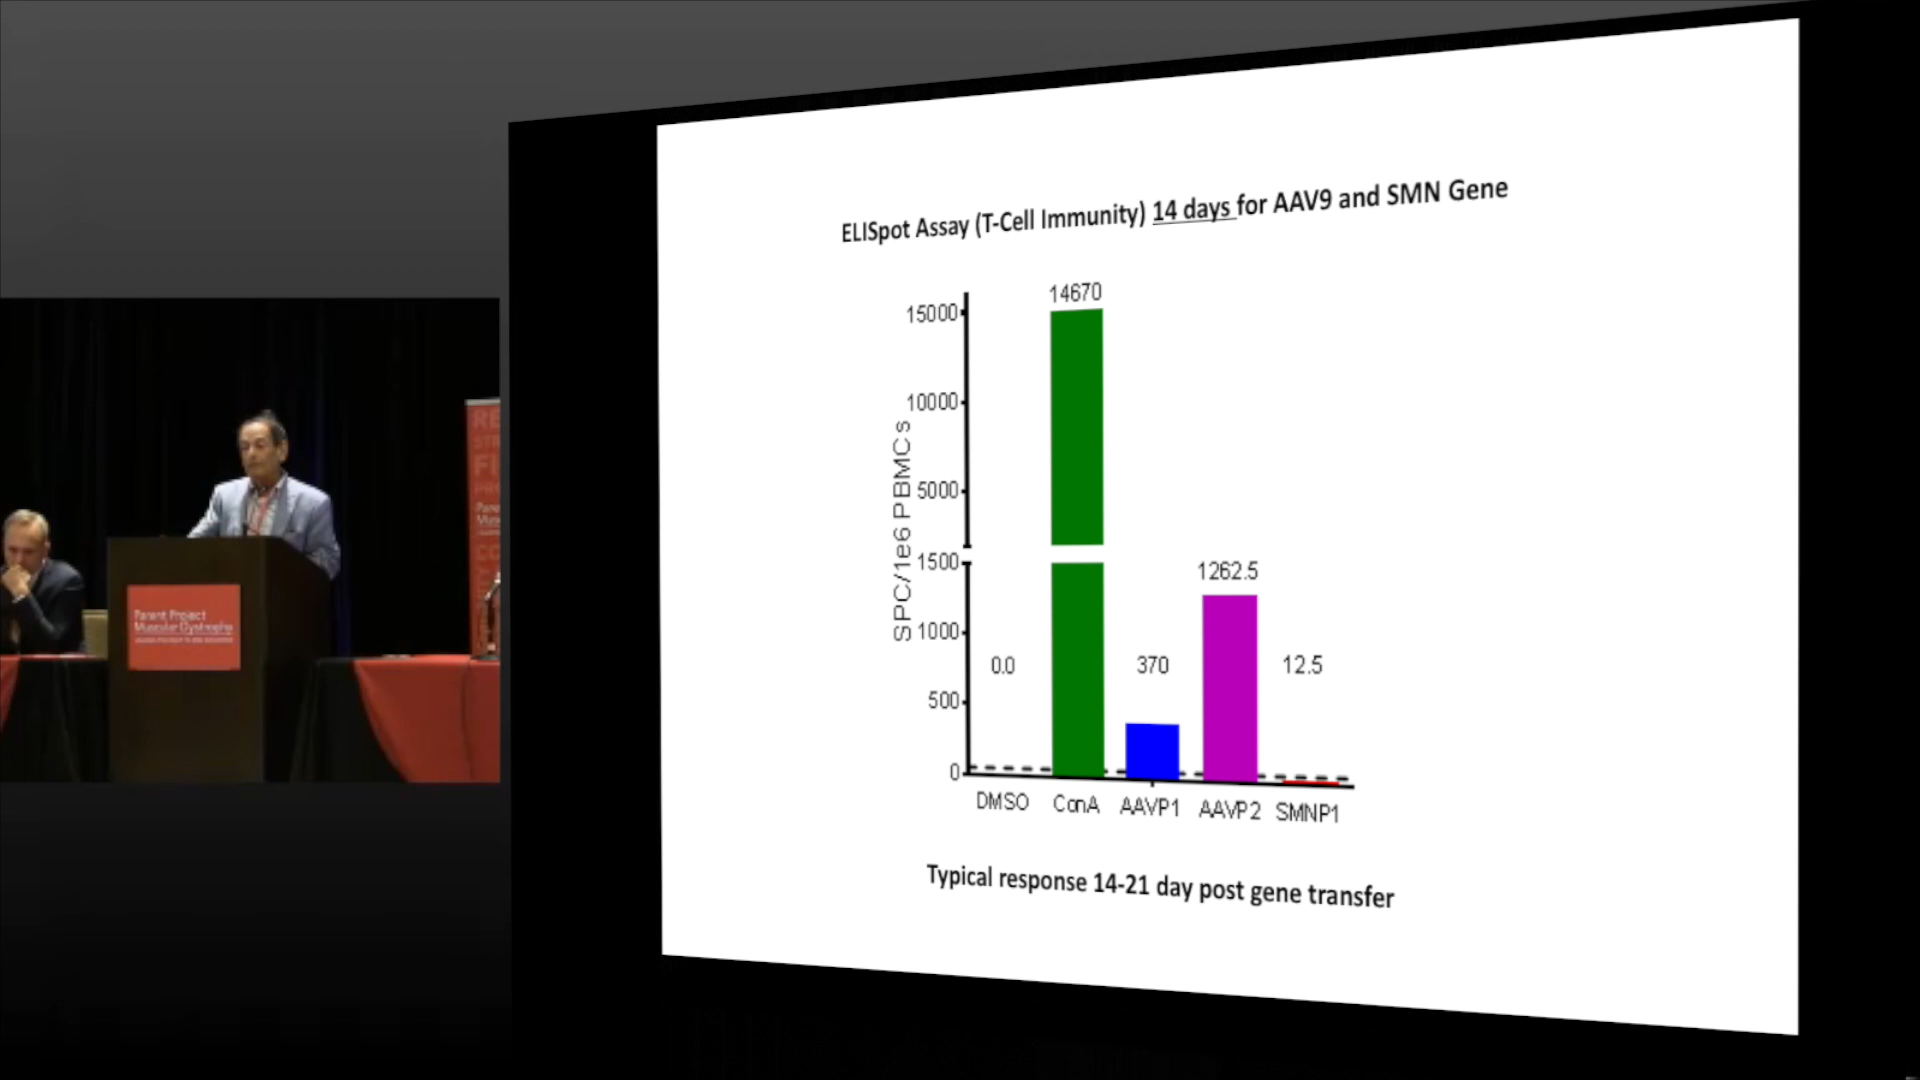 ELISpot Assay (T-Cell Immunity) 14 days for AAV9 and SMN Gene
14670
15000
10000
5000
SPC/1e6 PBMCs
1500
1262.5
1000
0.0
370
12.5
500
0
DMSO ConA AAVP1 AAVP2 SMNP1
Typical response 14-21 day post gene transfer
Parent Project
Muscular Dystrophy
RE
FI